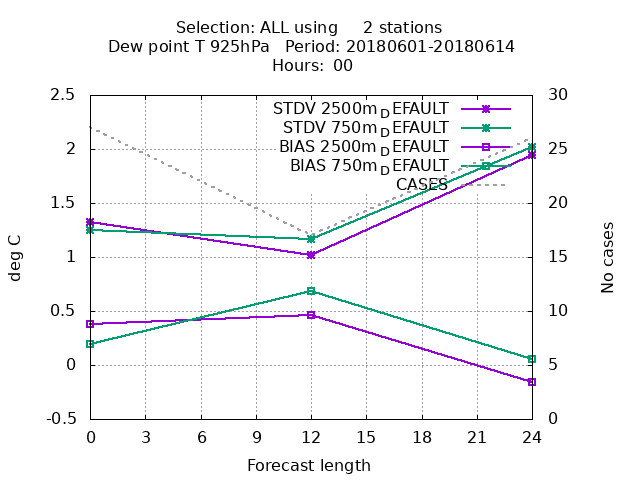 Selection: ALL using 2 stations
Dew point T 925hPa Period: 20180601-20180614
Hours: 00
2.5
2
1.5
1
0.5
0
-0.5
30
25
20
15
10
5
0
STDV 2500m_DEFAULT
STDV 750m_DEFAULT
BIAS 2500m_DEFAULT
BIAS 750m_DEFAULT
CASES
deg C
No cases
0 3 6 9 12 15 18 21 24
Forecast length